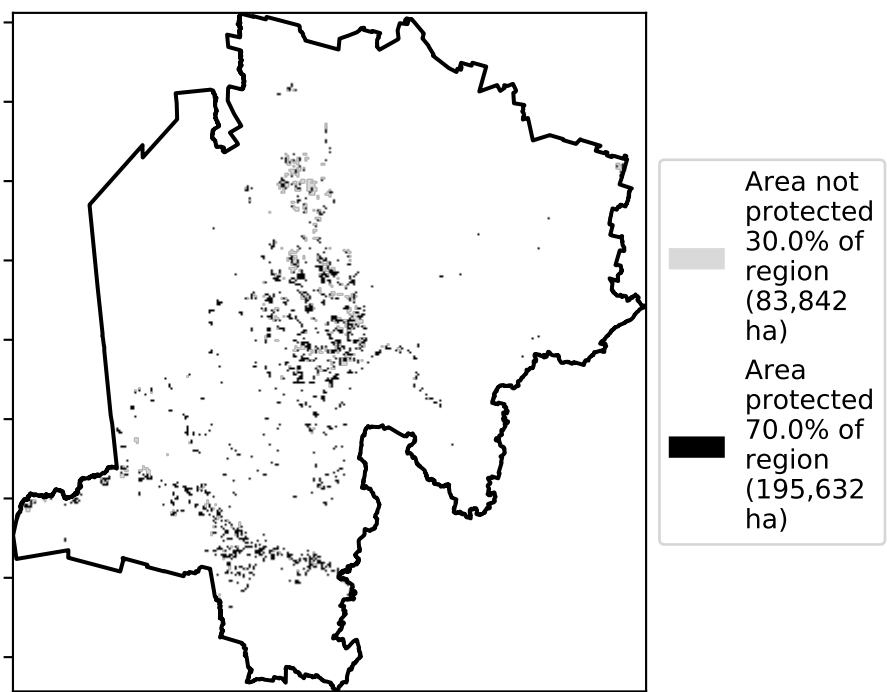 Area not
protected
30.0% of
region
(83,842
ha)
Area
protected
70.0% of
region
(195,632
ha)